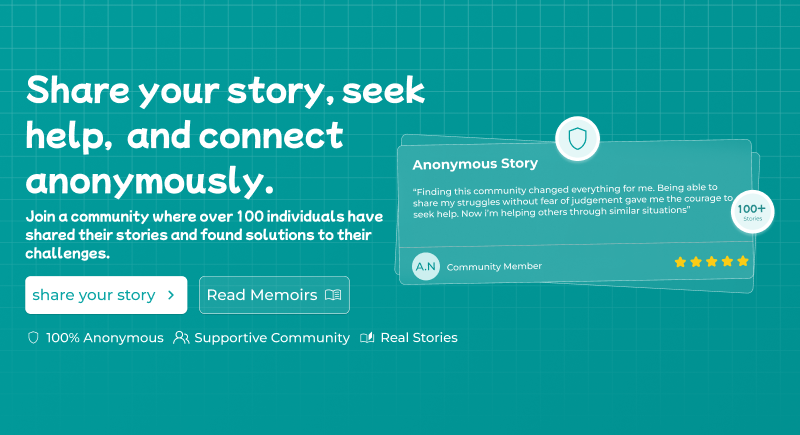 Share your story, seek
help, and connect
anonymously.
Join a community where over 100 individuals have
shared their stories and found solutions to their
challenges.
share your story
Read Memoirs
100% Anonymous
Supportive Community
Real Stories
Anonymous Story
“Finding this community changed everything for me. Being able to
share my struggles without fear of judgement gave me the courage to
seek help. Now i'm helping others through similar situations”
A.N
Community Member
100+
Stories